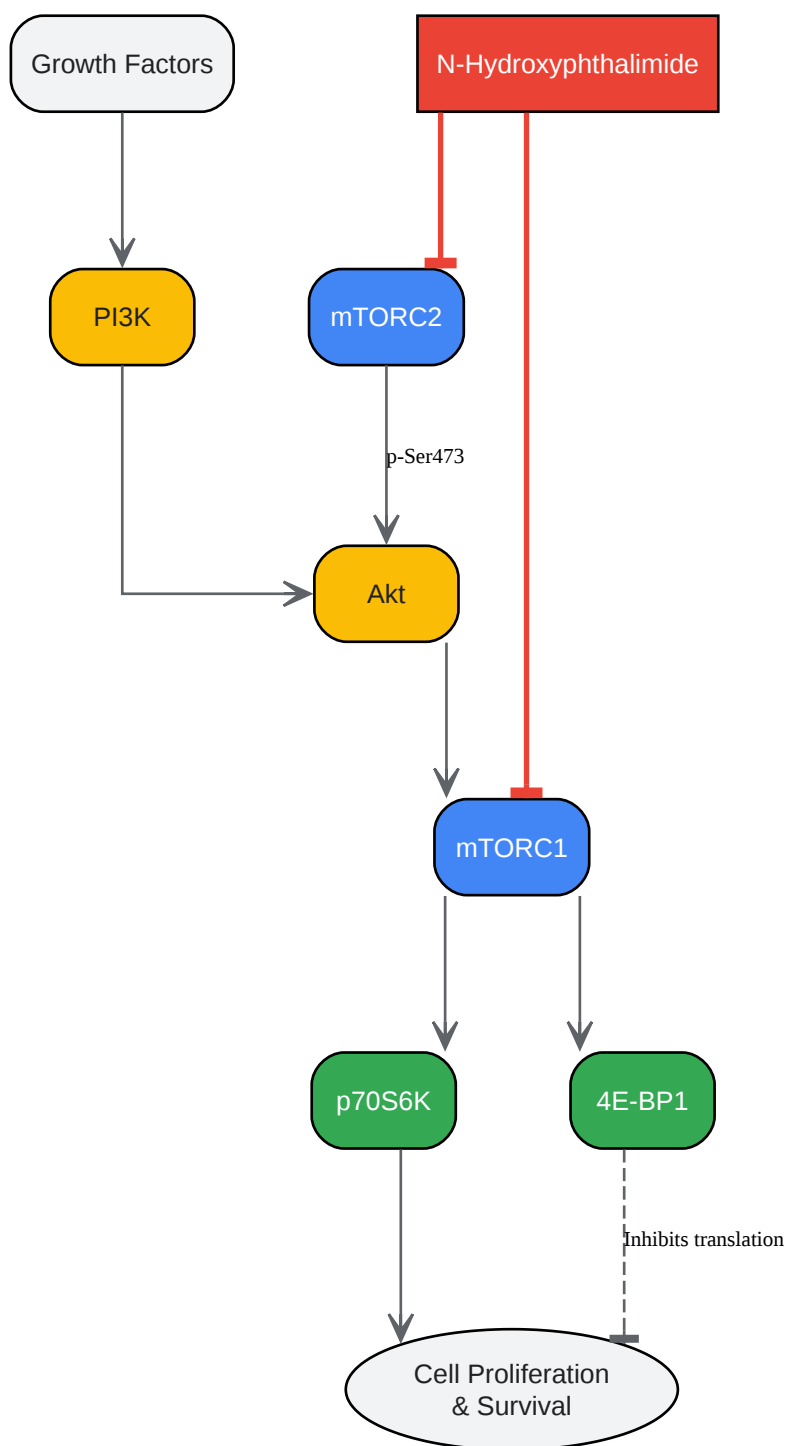 Growth Factors
N-Hydroxyphthalimide
PI3K
mTORC2
p-Ser473
Akt
mTORC1
p70S6K
4E-BP1
Inhibits translation
Cell Proliferation
& Survival